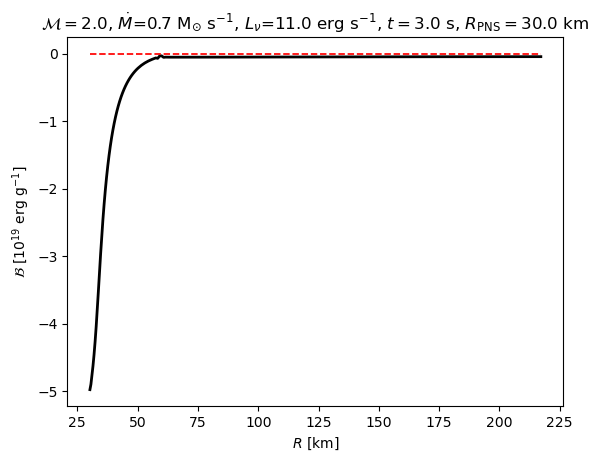 ℳ = 2.0, Ṁ=0.7 M⊙ s⁻¹, Lν=11.0 erg s⁻¹, t = 3.0 s, R_PNS = 30.0 km
0
−1
−2
−3
−4
−5
ℬ [10¹⁹ erg g⁻¹]
25 50 75 100 125 150 175 200 225
R [km]